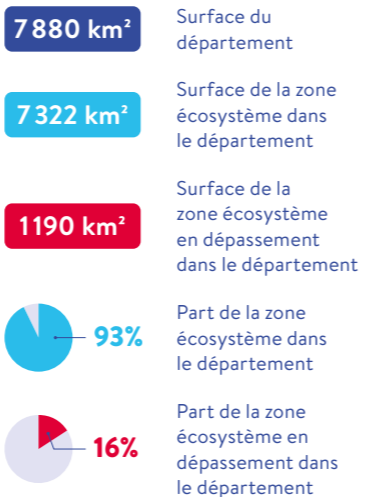 7 880 km²
Surface du
département
7 322 km²
Surface de la zone
écosystème dans
le département
1190 km²
Surface de la
zone écosystème
en dépassement
dans le département
93%
Part de la zone
écosystème dans
le département
16%
Part de la zone
écosystème en
dépassement dans
le département